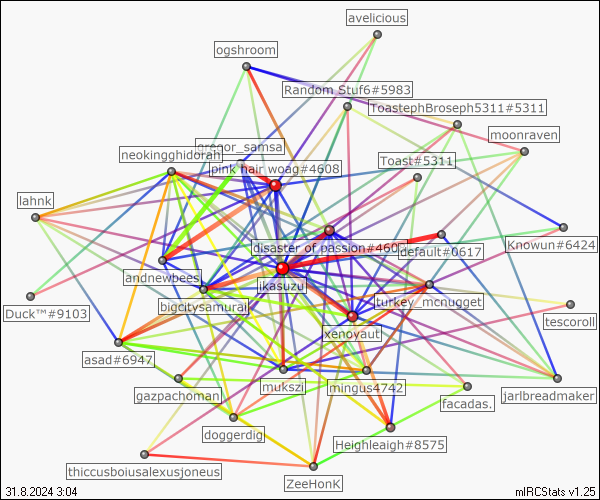 avelicious
ogshroom
Random Stuf6#5983
ToastephBroseph5311#5311
moonraven
gregor_samsa
neokingghidorah
pink hair woag#4608
Toast#5311
lahnk
disaster of passion#460
default#0617
Knowun#6424
andnewbees
ikasuzu
bigcitysamurai
turkey_mcnugget
Duck™#9103
tescoroll
xenoyaut
asad#6947
mukszi
mingus4742
gazpachoman
facadas.
jarlbreadmaker
doggerdig
Heighleaigh#8575
thiccusboiusalexusjoneus
ZeeHonK
31.8.2024 3:04
mIRCStats v1.25